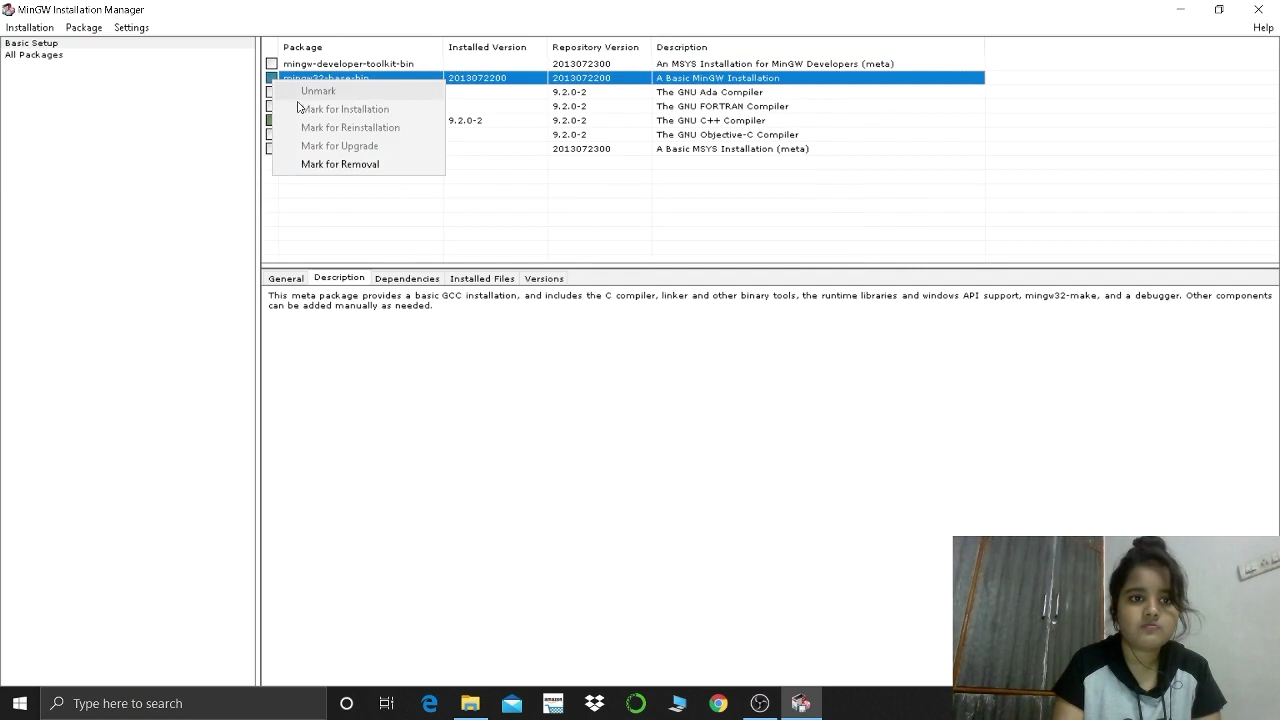 MinGW Installation Manager
Installation Package Settings Help
Basic Setup
All Packages
Package Installed Version Repository Version Description
mingw-developer-toolkit-bin 2013072300 An MSYS Installation for MinGW Developers (meta)
mingw32-base-bin 2013072200 2013072200 A Basic MinGW Installation
9.2.0-2 The GNU Ada Compiler
9.2.0-2 The GNU FORTRAN Compiler
9.2.0-2 9.2.0-2 The GNU C++ Compiler
9.2.0-2 The GNU Objective-C Compiler
2013072300 A Basic MSYS Installation (meta)
Unmark
Mark for Installation
Mark for Reinstallation
Mark for Upgrade
Mark for Removal
General Description Dependencies Installed Files Versions
This meta package provides a basic GCC installation, and includes the C compiler, linker and other binary tools, the runtime libraries and windows API support, mingw32-make, and a debugger. Other components
can be added manually as needed.
Type here to search
amazon